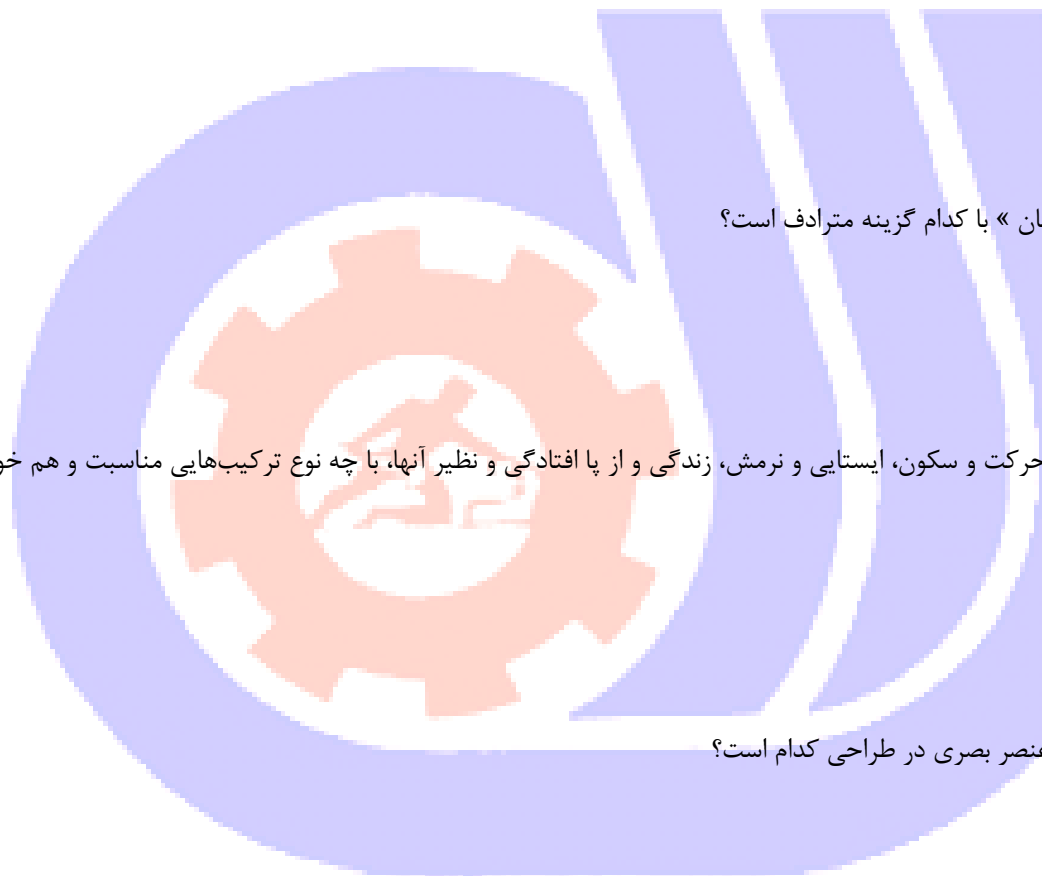 ان » با کدام گزینه مترادف است؟
حرکت و سکون، ایستایی و نرمش، زندگی و از پا افتادگی و نظیر آنها، با چه نوع ترکیب‌هایی مناسبت و هم خو
عنصر بصری در طراحی کدام است؟